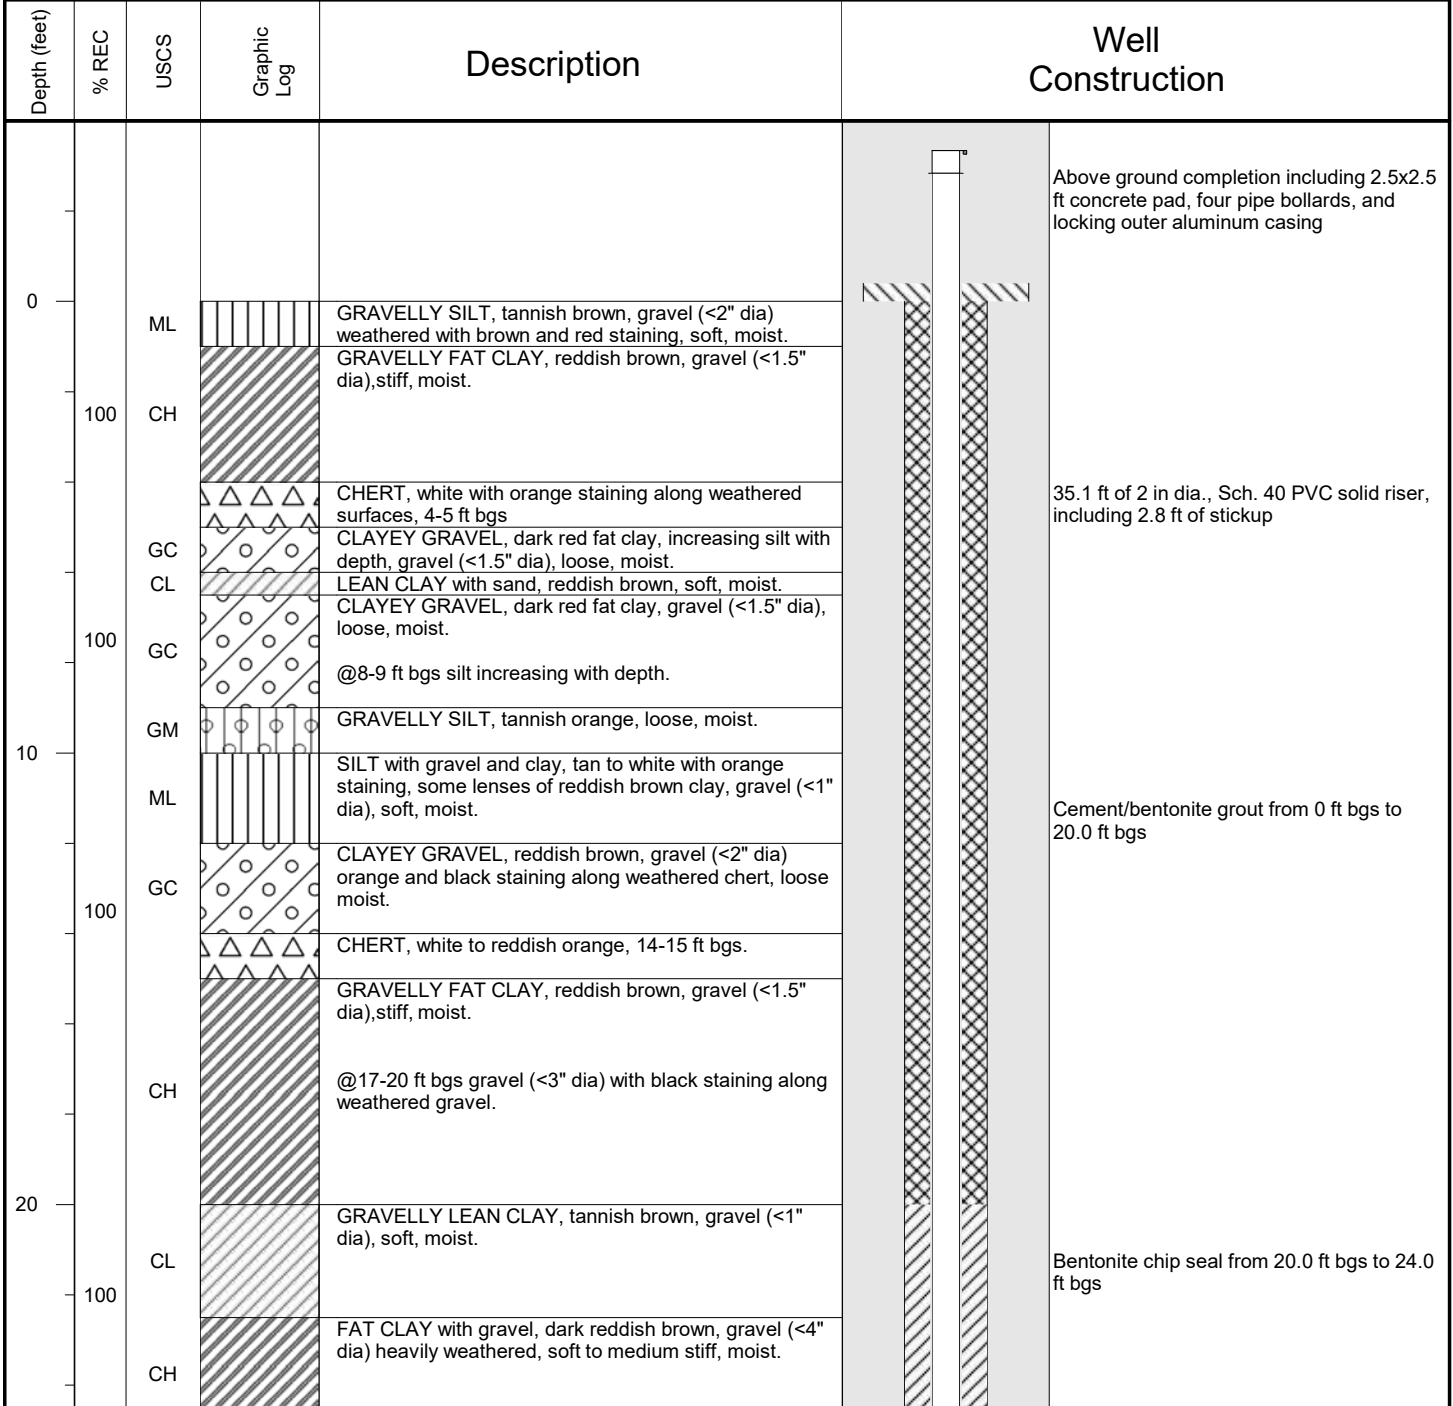 Depth (feet)
% REC
USCS
Graphic
Log
Description
Well
Construction
Above ground completion including 2.5x2.5
ft concrete pad, four pipe bollards, and
locking outer aluminum casing
0
ML
GRAVELLY SILT, tannish brown, gravel (<2" dia)
weathered with brown and red staining, soft, moist.
GRAVELLY FAT CLAY, reddish brown, gravel (<1.5"
dia),stiff, moist.
100
CH
CHERT, white with orange staining along weathered
surfaces, 4-5 ft bgs
35.1 ft of 2 in dia., Sch. 40 PVC solid riser,
including 2.8 ft of stickup
GC
CLAYEY GRAVEL, dark red fat clay, increasing silt with
depth, gravel (<1.5" dia), loose, moist.
CL
LEAN CLAY with sand, reddish brown, soft, moist.
CLAYEY GRAVEL, dark red fat clay, gravel (<1.5" dia),
loose, moist.
100
GC
@8-9 ft bgs silt increasing with depth.
GM
GRAVELLY SILT, tannish orange, loose, moist.
10
SILT with gravel and clay, tan to white with orange
staining, some lenses of reddish brown clay, gravel (<1"
dia), soft, moist.
ML
Cement/bentonite grout from 0 ft bgs to
20.0 ft bgs
CLAYEY GRAVEL, reddish brown, gravel (<2" dia)
orange and black staining along weathered chert, loose
moist.
GC
100
CHERT, white to reddish orange, 14-15 ft bgs.
GRAVELLY FAT CLAY, reddish brown, gravel (<1.5"
dia),stiff, moist.
@17-20 ft bgs gravel (<3" dia) with black staining along
weathered gravel.
CH
20
GRAVELLY LEAN CLAY, tannish brown, gravel (<1"
dia), soft, moist.
CL
Bentonite chip seal from 20.0 ft bgs to 24.0
ft bgs
100
FAT CLAY with gravel, dark reddish brown, gravel (<4"
dia) heavily weathered, soft to medium stiff, moist.
CH